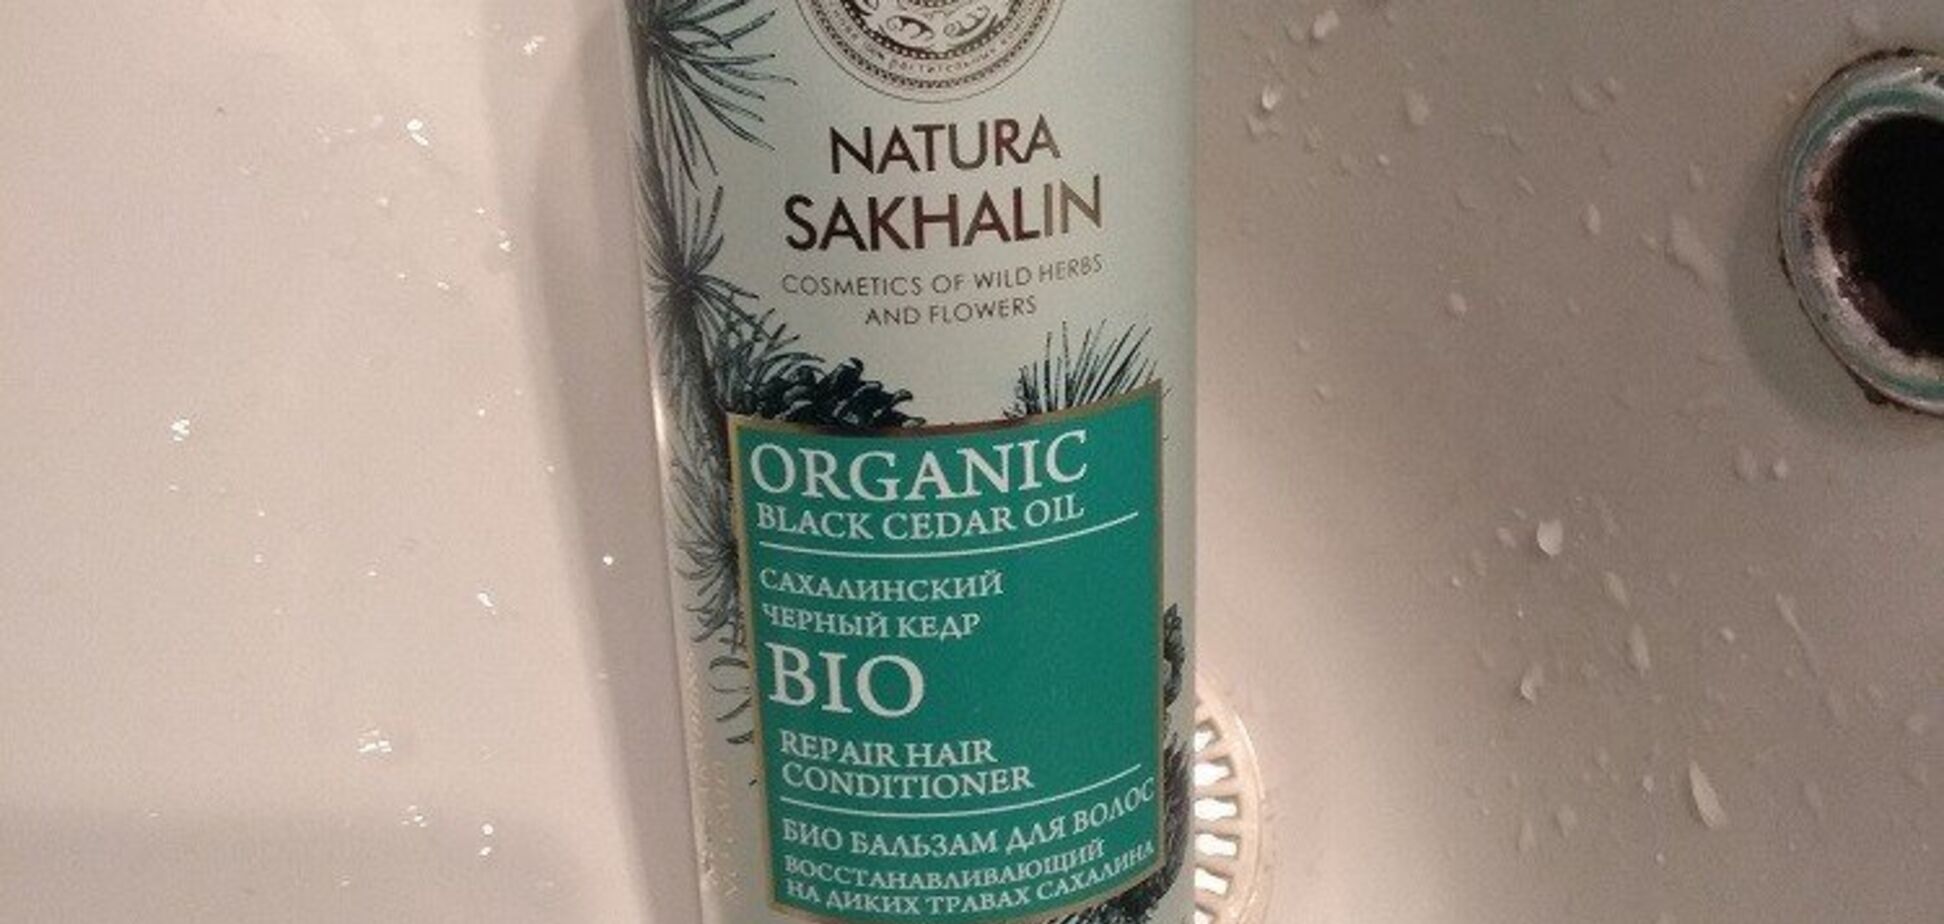 NATURA
SAKHALIN
COSMETICS OF WILD HERBS
AND FLOWERS
ORGANIC
BLACK CEDAR OIL
САХАЛИНСКИЙ
ЧЕРНЫЙ КЕДР
BIO
REPAIR HAIR
CONDITIONER
БИО БАЛЬЗАМ ДЛЯ ВОЛОС
ВОССТАНАВЛИВАЮЩИЙ
НА ДИКИХ ТРАВАХ САХАЛИНА